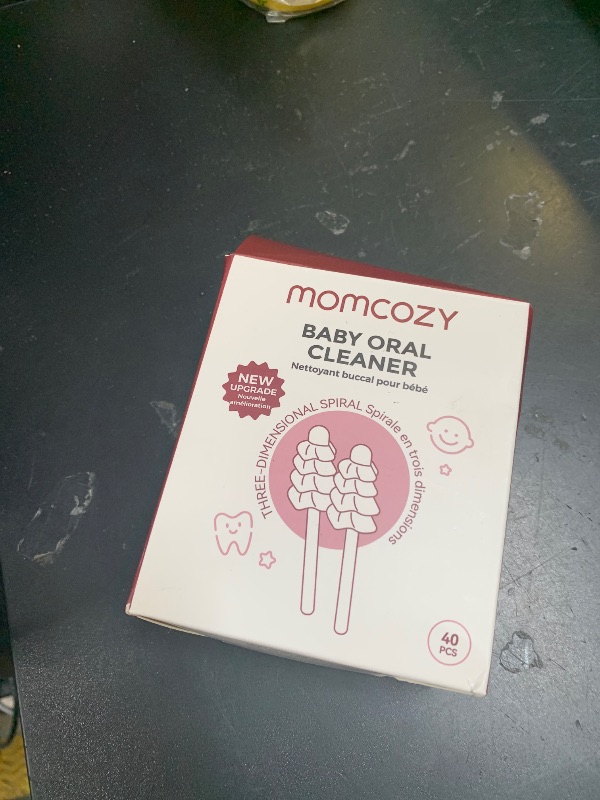 momcozy
BABY ORAL
CLEANER
Nettoyant buccal pour bébé
NEW
UPGRADE
Nouvelle
amélioration
THREE-DIMENSIONAL SPIRAL Spirale en trois dimensions
40
PCS